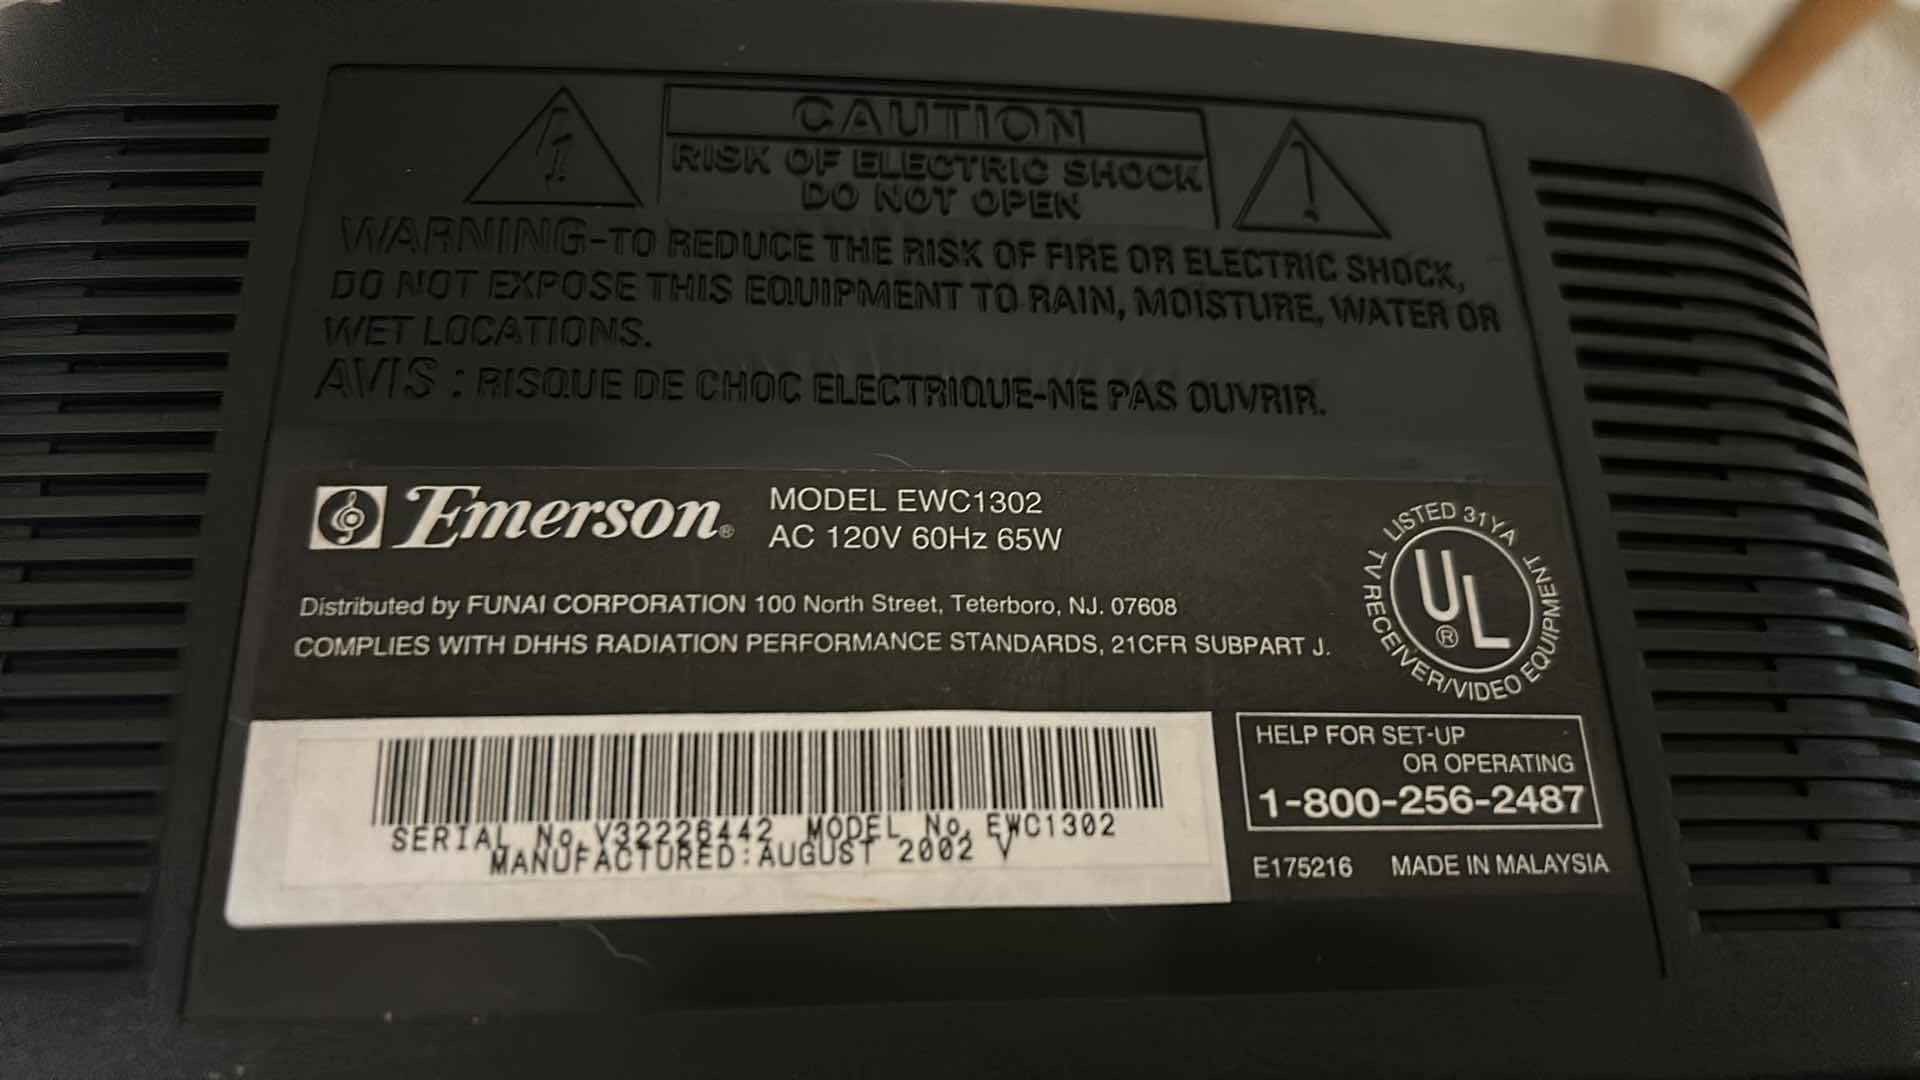 CAUTION
RISK OF ELECTRIC SHOCK
DO NOT OPEN
WARNING-TO REDUCE THE RISK OF FIRE OR ELECTRIC SHOCK,
DO NOT EXPOSE THIS EQUIPMENT TO RAIN, MOISTURE, WATER OR
WET LOCATIONS.
AVIS : RISQUE DE CHOC ELECTRIQUE-NE PAS OUVRIR.
Emerson®
MODEL EWC1302
AC 120V 60Hz 65W
Distributed by FUNAI CORPORATION 100 North Street, Teterboro, NJ. 07608
COMPLIES WITH DHHS RADIATION PERFORMANCE STANDARDS, 21CFR SUBPART J.
LISTED 31YA
UL®
TV RECEIVER/VIDEO EQUIPMENT
SERIAL No. V32226442 MODEL No. EWC1302
MANUFACTURED:AUGUST 2002 V
HELP FOR SET-UP
OR OPERATING
1-800-256-2487
E175216 MADE IN MALAYSIA